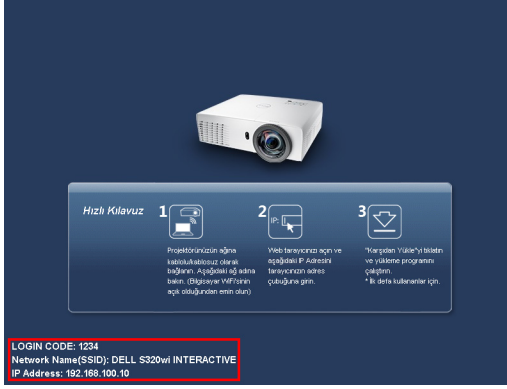 Hızlı Kılavuz
1
Projektörünüzün ağına
kablolu/kablosuz olarak
bağlanın. Aşağıdaki ağ adına
bakın. (Bilgisayar WiFi'sinin
açık olduğundan emin olun)
2
IP:
Web tarayıcınızı açın ve
aşağıdaki IP Adresini
tarayıcınızın adres
çubuğuna girin.
3
"Karşıdan Yükle"yi tıklatın
ve yükleme programını
çalıştırın.
* İlk defa kullananlar için.
LOGIN CODE: 1234
Network Name(SSID): DELL S320wi INTERACTIVE
IP Address: 192.168.100.10